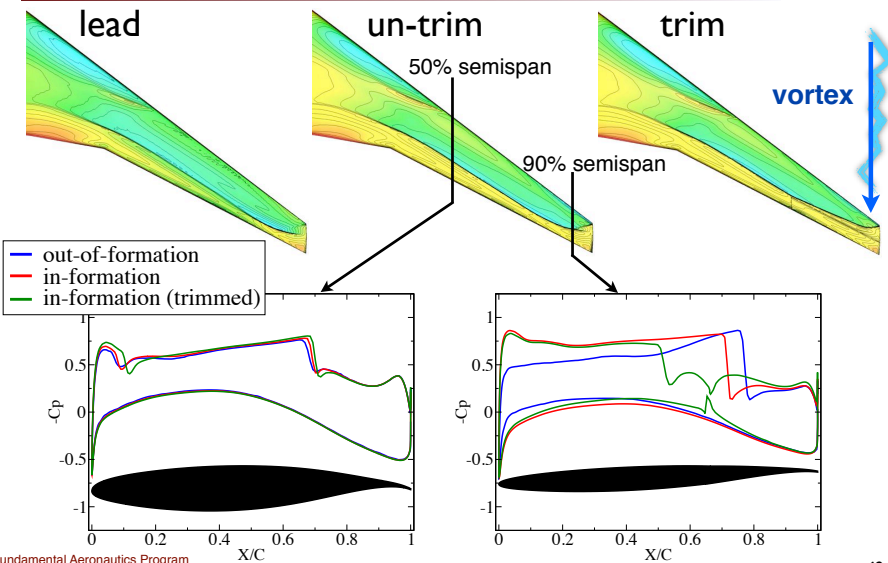 lead
un-trim
trim
50% semispan
vortex
90% semispan
out-of-formation
in-formation
in-formation (trimmed)
1
0.5
0
-0.5
-1
-Cp
0
0.2
0.4
0.6
0.8
1
X/C
1
0.5
0
-0.5
-1
-Cp
0
0.2
0.4
0.6
0.8
1
X/C
undamental Aeronautics Program